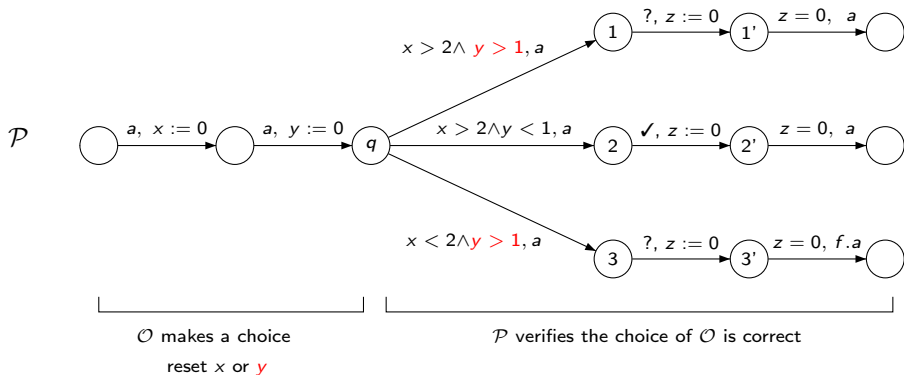 1
?, z := 0
1'
z = 0, a
x > 2∧ y > 1, a
𝒫
a, x := 0
a, y := 0
q
x > 2∧y < 1, a
2
✓, z := 0
2'
z = 0, a
x < 2∧y > 1, a
3
?, z := 0
3'
z = 0, f.a
𝒪 makes a choice
reset x or y
𝒫 verifies the choice of 𝒪 is correct